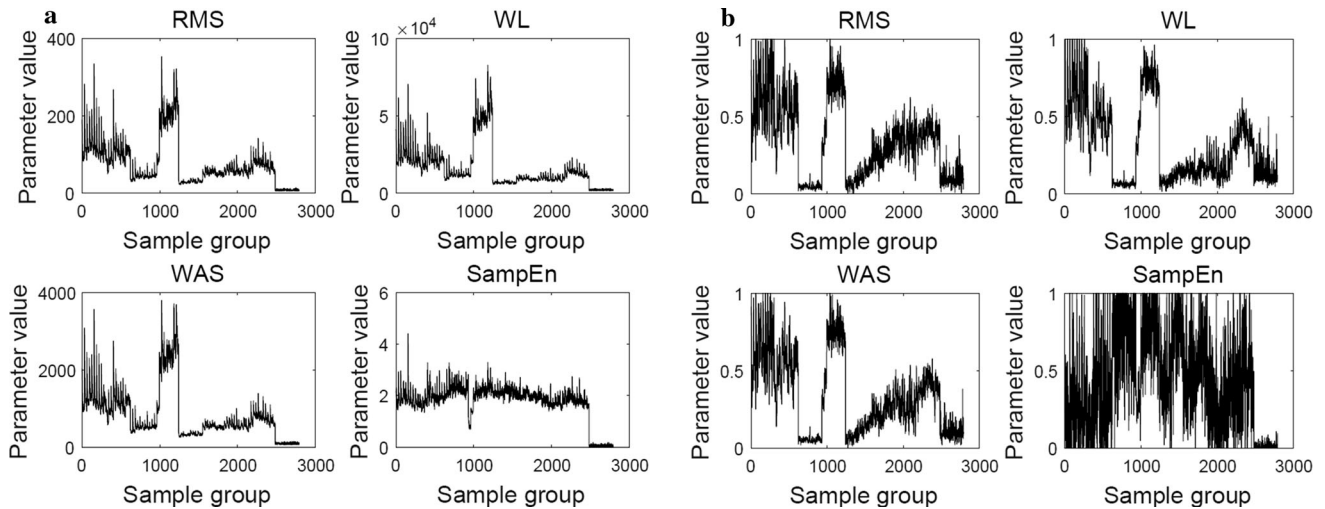 a
RMS
Parameter value
400
200
0
0 1000 2000 3000
Sample group
WL
× 10⁴
Parameter value
10
5
0
0 1000 2000 3000
Sample group
WAS
Parameter value
4000
2000
0
0 1000 2000 3000
Sample group
SampEn
Parameter value
6
4
2
0
0 1000 2000 3000
Sample group
b
RMS
Parameter value
1
0.5
0
0 1000 2000 3000
Sample group
WL
Parameter value
1
0.5
0
0 1000 2000 3000
Sample group
WAS
Parameter value
1
0.5
0
0 1000 2000 3000
Sample group
SampEn
Parameter value
1
0.5
0
0 1000 2000 3000
Sample group